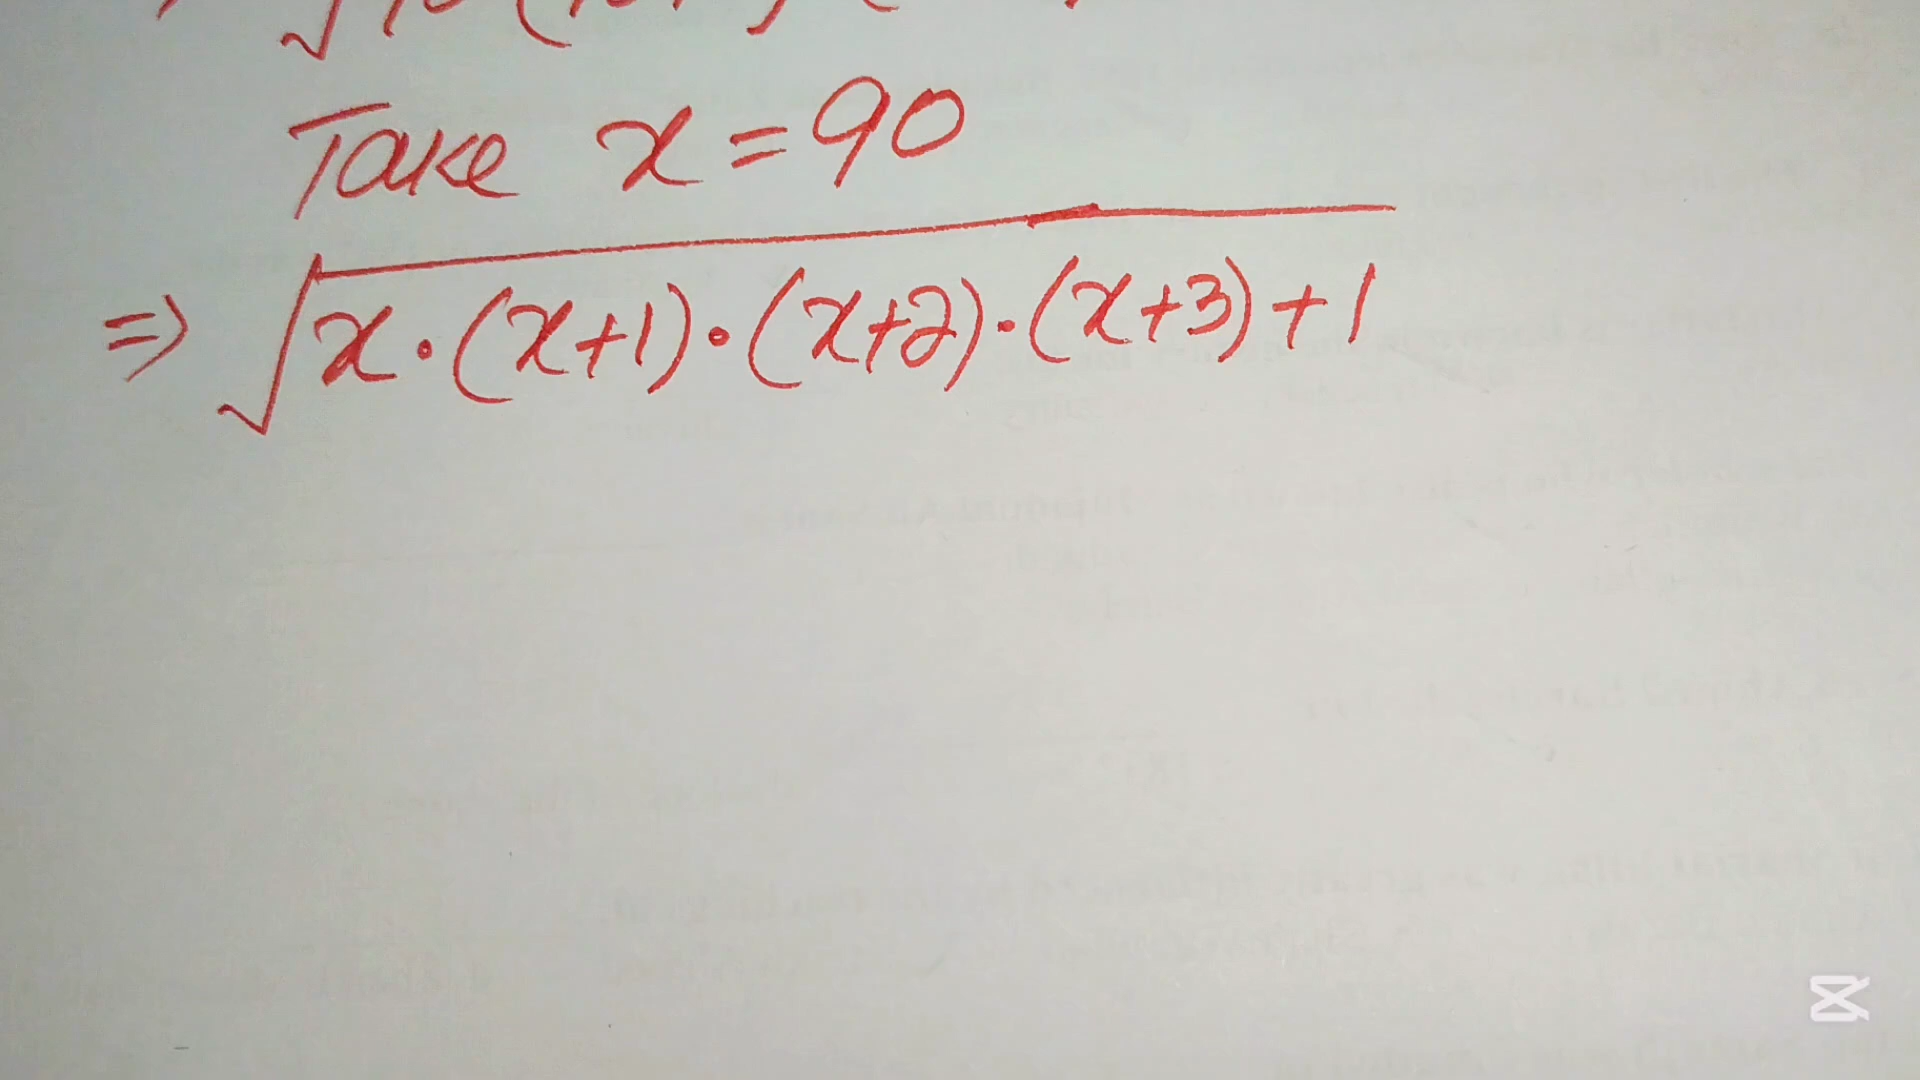 Take x = 90
⇒ √x·(x+1)·(x+2)·(x+3)+1